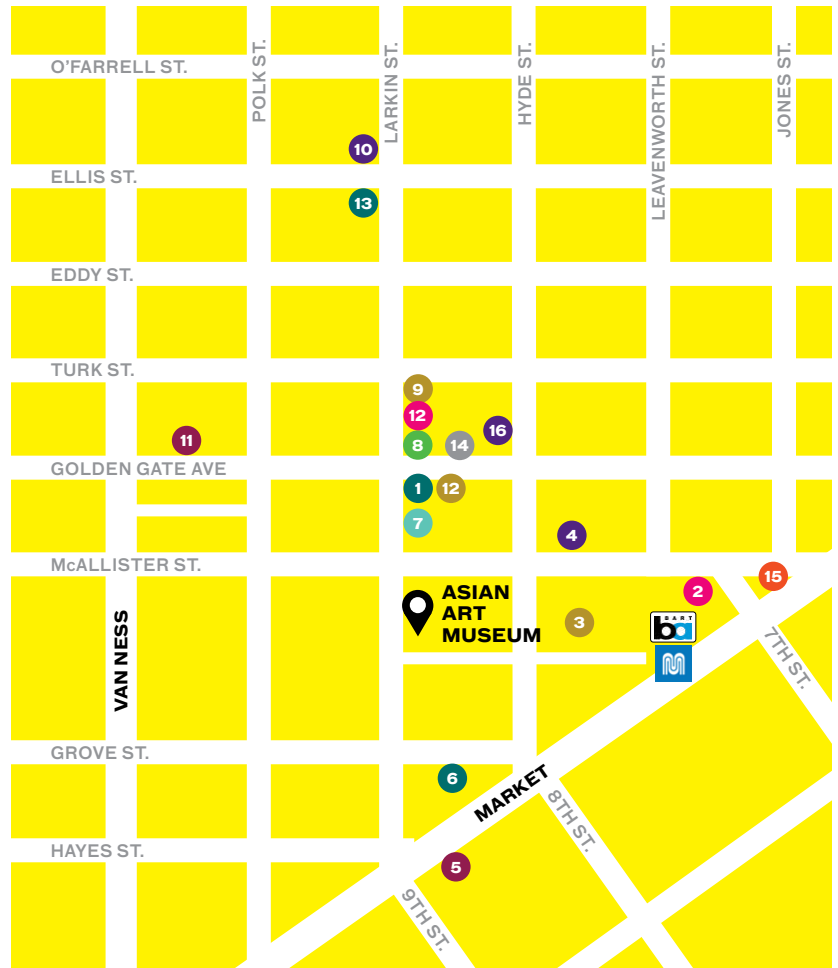 O'FARRELL ST.
POLK ST.
LARKIN ST.
HYDE ST.
LEAVENWORTH ST.
JONES ST.
10
ELLIS ST.
13
EDDY ST.
TURK ST.
9
12
16
11
8
14
GOLDEN GATE AVE
1
12
7
4
McALLISTER ST.
15
2
ASIAN
ART
MUSEUM
3
BART
ba
7TH ST.
VAN NESS
GROVE ST.
6
MARKET
8TH ST.
HAYES ST.
5
9TH ST.